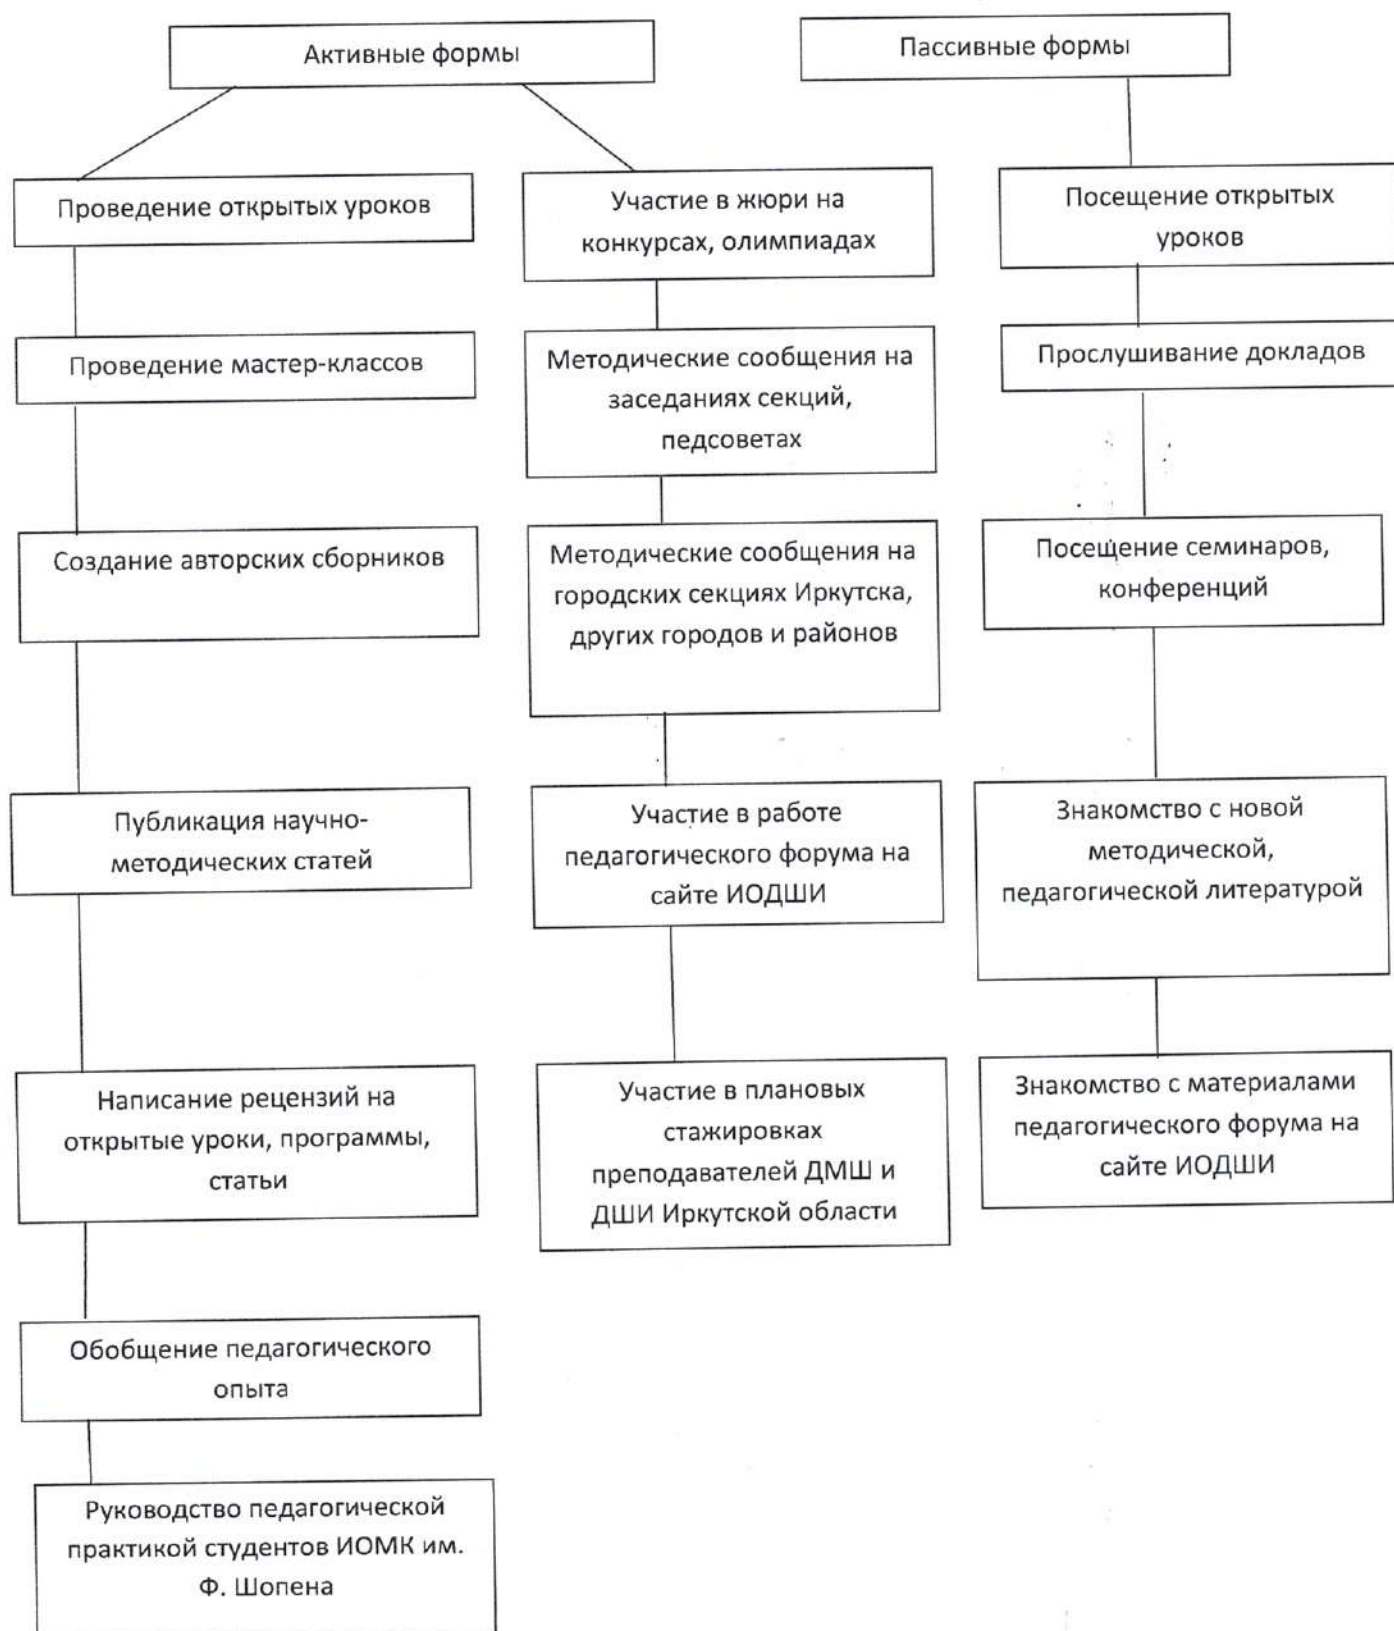 Активные формы
Пассивные формы
Проведение открытых уроков
Проведение мастер-классов
Создание авторских сборников
Публикация научно-
методических статей
Написание рецензий на
открытые уроки, программы,
статьи
Обобщение педагогического
опыта
Руководство педагогической
практикой студентов ИОМК им.
Ф. Шопена
Участие в жюри на
конкурсах, олимпиадах
Методические сообщения на
заседаниях секций,
педсоветах
Методические сообщения на
городских секциях Иркутска,
других городов и районов
Участие в работе
педагогического форума на
сайте ИОДШИ
Участие в плановых
стажировках
преподавателей ДМШ и
ДШИ Иркутской области
Посещение открытых
уроков
Прослушивание докладов
Посещение семинаров,
конференций
Знакомство с новой
методической,
педагогической литературой
Знакомство с материалами
педагогического форума на
сайте ИОДШИ